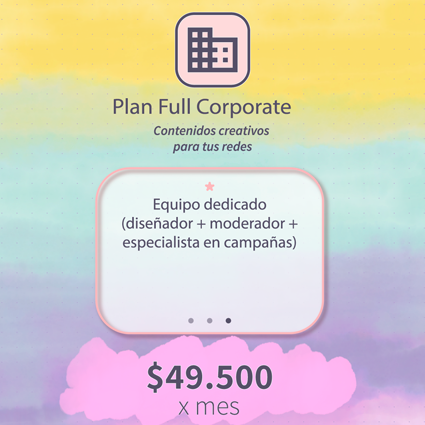 Plan Full Corporate
Contenidos creativos
para tus redes
Equipo dedicado
(diseñador + moderador +
especialista en campañas)
$49.500
x mes